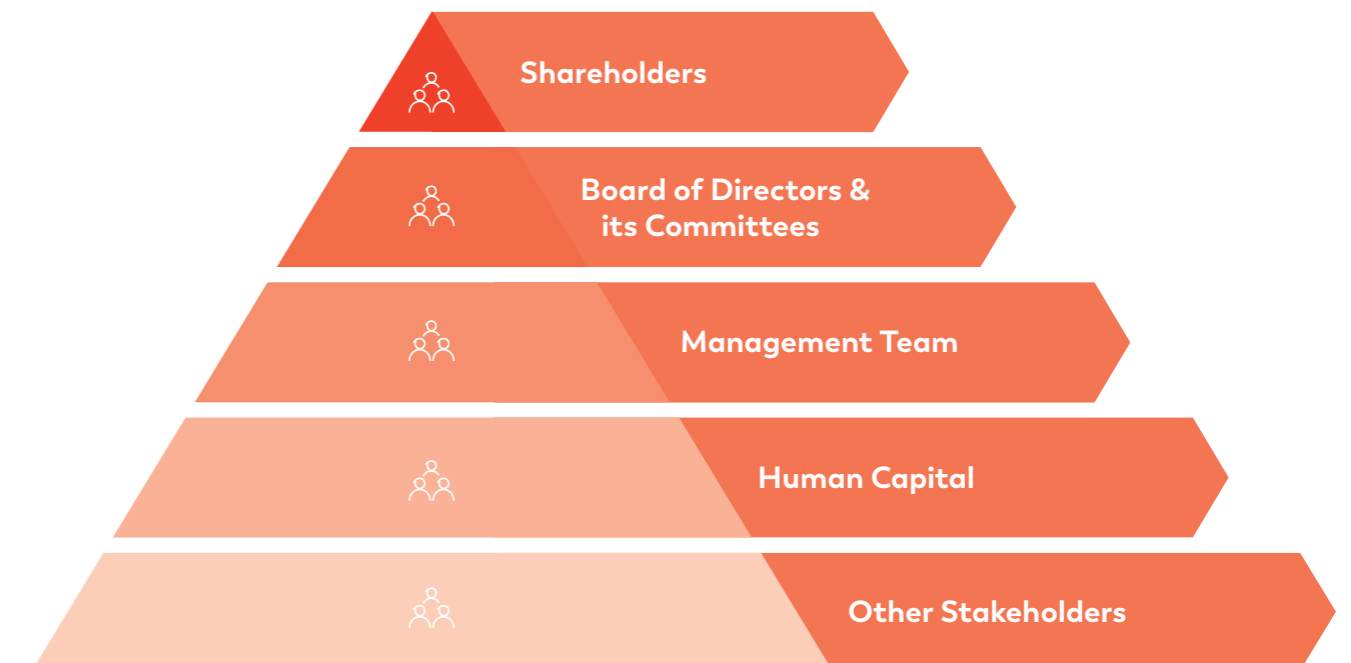 Shareholders
Board of Directors &
its Committees
Management Team
Human Capital
Other Stakeholders